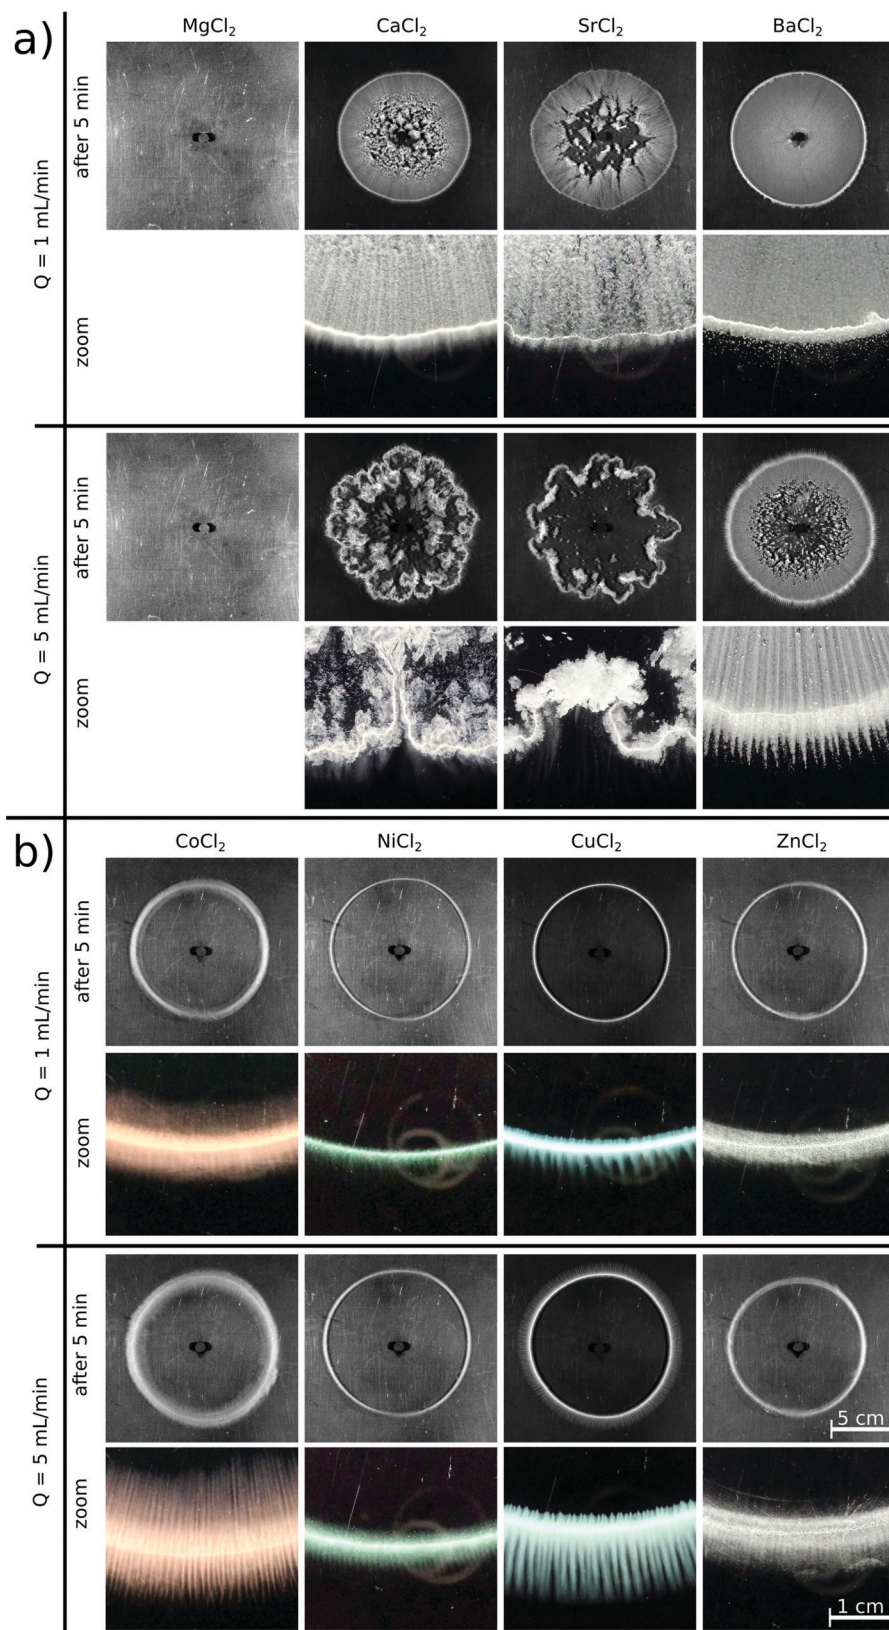 a)
MgCl₂ CaCl₂ SrCl₂ BaCl₂
Q = 1 mL/min
after 5 min
zoom
Q = 5 mL/min
after 5 min
zoom
b)
CoCl₂ NiCl₂ CuCl₂ ZnCl₂
Q = 1 mL/min
after 5 min
zoom
Q = 5 mL/min
after 5 min
5 cm
zoom
1 cm